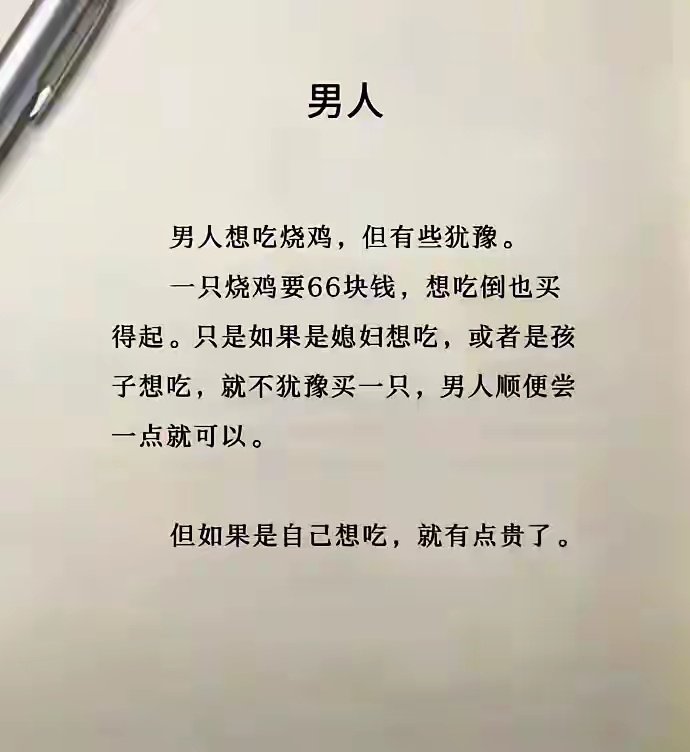 男人
男人想吃烧鸡，但有些犹豫。
一只烧鸡要66块钱，想吃倒也买
得起。只是如果是媳妇想吃，或者是孩
子想吃，就不犹豫买一只，男人顺便尝
一点就可以。
但如果是自己想吃，就有点贵了。